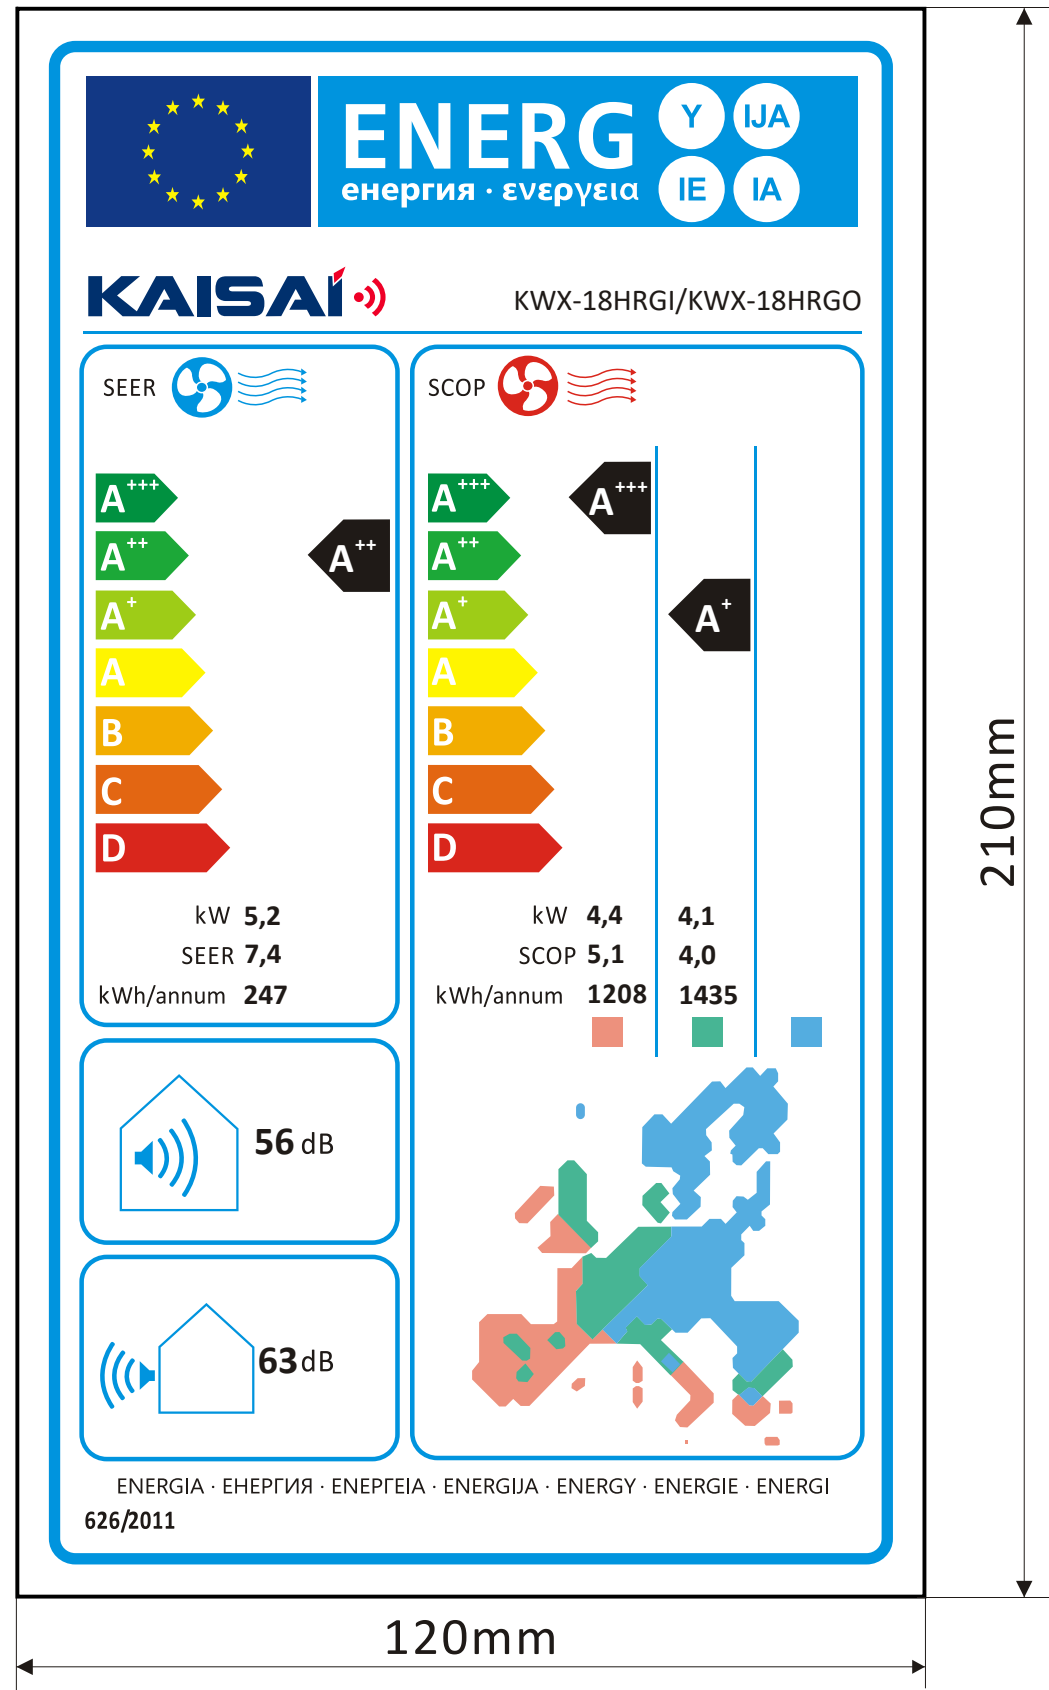 ENERG
енергия · ενεργεια
Y
IJA
IE
IA
KAISAI
KWX-18HRGI/KWX-18HRGO
SEER
A+++
A++
A+
A
B
C
D
A++
kW 5,2
SEER 7,4
kWh/annum 247
SCOP
A+++
A++
A+
A
B
C
D
A+++
A+
kW 4,4 4,1
SCOP 5,1 4,0
kWh/annum 1208 1435
56 dB
63 dB
ENERGIA · ЕНЕРГИЯ · ΕΝΕΡΓΕΙΑ · ENERGIJA · ENERGY · ENERGIE · ENERGI
626/2011
210mm
120mm